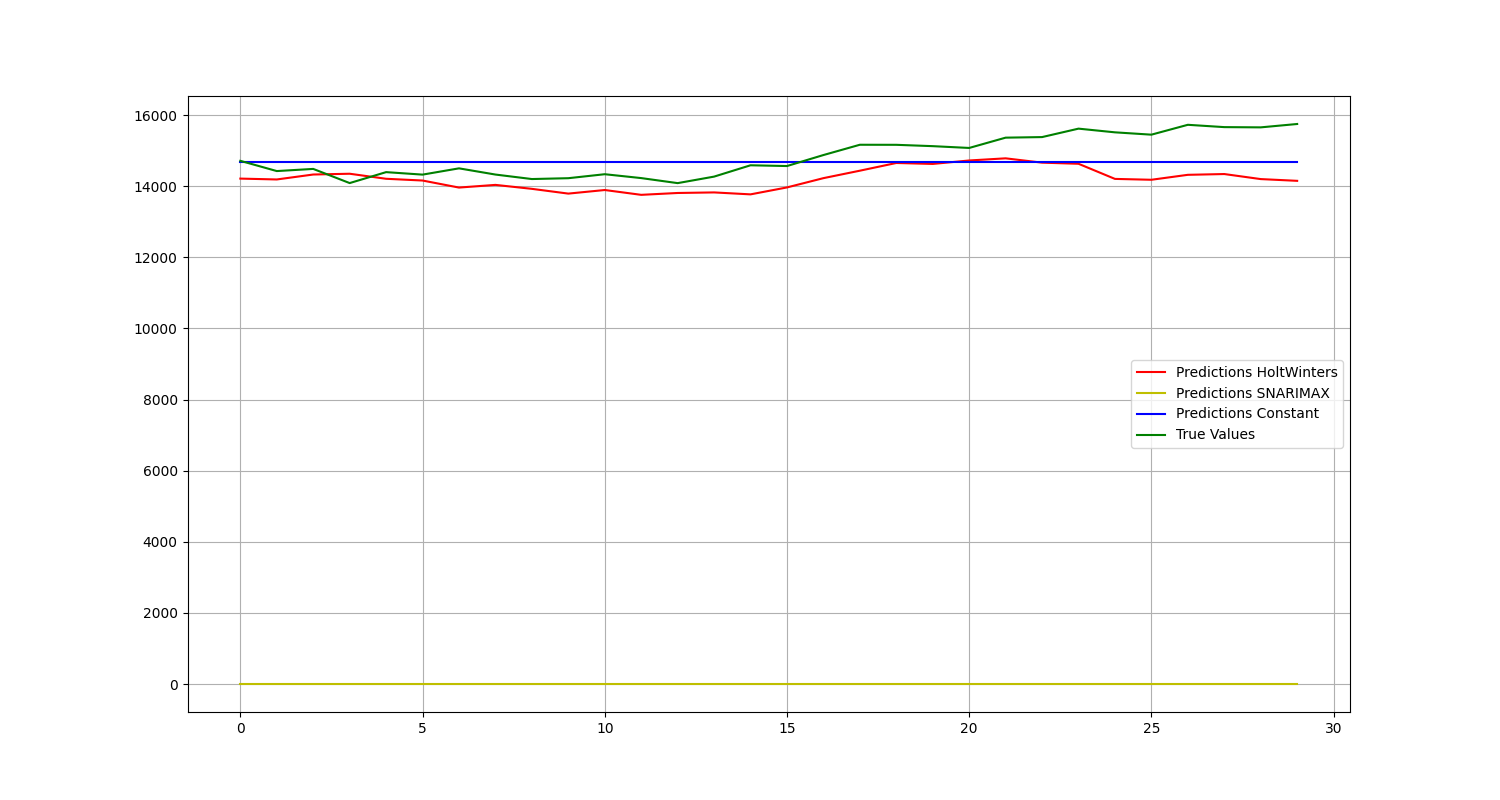 16000
14000
12000
10000
8000
6000
4000
2000
0
0 5 10 15 20 25 30
Predictions HoltWinters
Predictions SNARIMAX
Predictions Constant
True Values